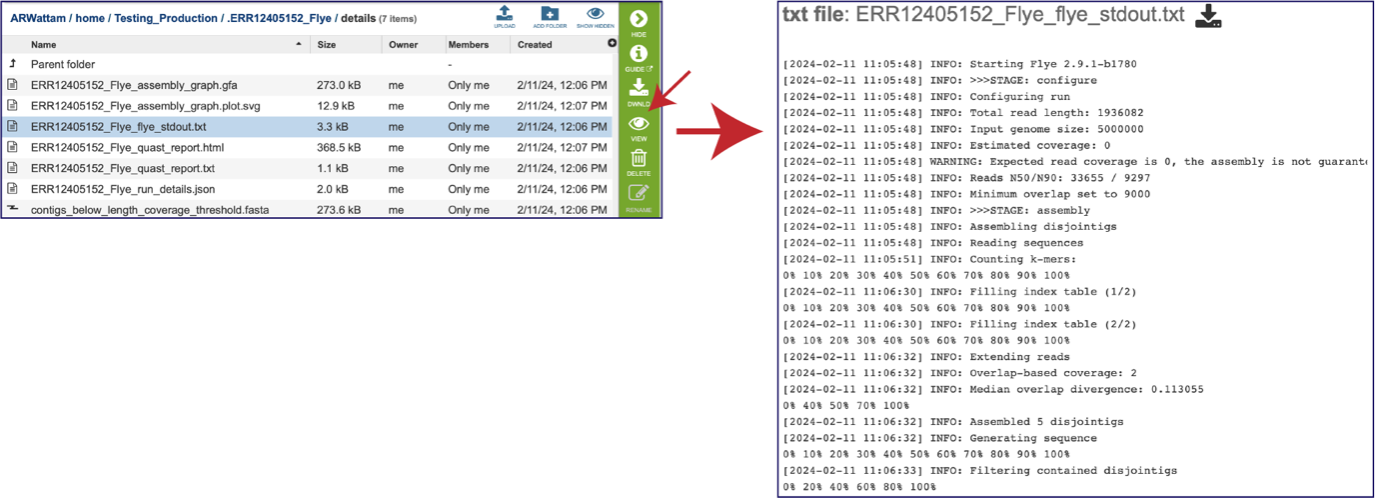 ARWattam / home / Testing_Production / .ERR12405152_Flye / details (7 items)
UPLOAD
ADD FOLDER
SHOW HIDDEN
Name Size Owner Members Created
Parent folder -
ERR12405152_Flye_assembly_graph.gfa 273.0 kB me Only me 2/11/24, 12:06 PM
ERR12405152_Flye_assembly_graph.plot.svg 12.9 kB me Only me 2/11/24, 12:07 PM
ERR12405152_Flye_flye_stdout.txt 3.3 kB me Only me 2/11/24, 12:06 PM
ERR12405152_Flye_quast_report.html 368.5 kB me Only me 2/11/24, 12:07 PM
ERR12405152_Flye_quast_report.txt 1.1 kB me Only me 2/11/24, 12:06 PM
ERR12405152_Flye_run_details.json 2.0 kB me Only me 2/11/24, 12:06 PM
contigs_below_length_coverage_threshold.fasta 273.6 kB me Only me 2/11/24, 12:06 PM
HIDE
GUIDE
DWNLD
VIEW
DELETE
RENAME
txt file: ERR12405152_Flye_flye_stdout.txt
[2024-02-11 11:05:48] INFO: Starting Flye 2.9.1-b1780
[2024-02-11 11:05:48] INFO: >>>STAGE: configure
[2024-02-11 11:05:48] INFO: Configuring run
[2024-02-11 11:05:48] INFO: Total read length: 1936082
[2024-02-11 11:05:48] INFO: Input genome size: 5000000
[2024-02-11 11:05:48] INFO: Estimated coverage: 0
[2024-02-11 11:05:48] WARNING: Expected read coverage is 0, the assembly is not guarante
[2024-02-11 11:05:48] INFO: Reads N50/N90: 33655 / 9297
[2024-02-11 11:05:48] INFO: Minimum overlap set to 9000
[2024-02-11 11:05:48] INFO: >>>STAGE: assembly
[2024-02-11 11:05:48] INFO: Assembling disjointigs
[2024-02-11 11:05:48] INFO: Reading sequences
[2024-02-11 11:05:51] INFO: Counting k-mers:
0% 10% 20% 30% 40% 50% 60% 70% 80% 90% 100%
[2024-02-11 11:06:30] INFO: Filling index table (1/2)
0% 10% 20% 30% 40% 50% 60% 70% 80% 90% 100%
[2024-02-11 11:06:30] INFO: Filling index table (2/2)
0% 10% 20% 30% 40% 50% 60% 70% 80% 90% 100%
[2024-02-11 11:06:32] INFO: Extending reads
[2024-02-11 11:06:32] INFO: Overlap-based coverage: 2
[2024-02-11 11:06:32] INFO: Median overlap divergence: 0.113055
0% 40% 50% 70% 100%
[2024-02-11 11:06:32] INFO: Assembled 5 disjointigs
[2024-02-11 11:06:32] INFO: Generating sequence
0% 10% 20% 30% 40% 50% 60% 70% 80% 90% 100%
[2024-02-11 11:06:33] INFO: Filtering contained disjointigs
0% 20% 40% 60% 80% 100%